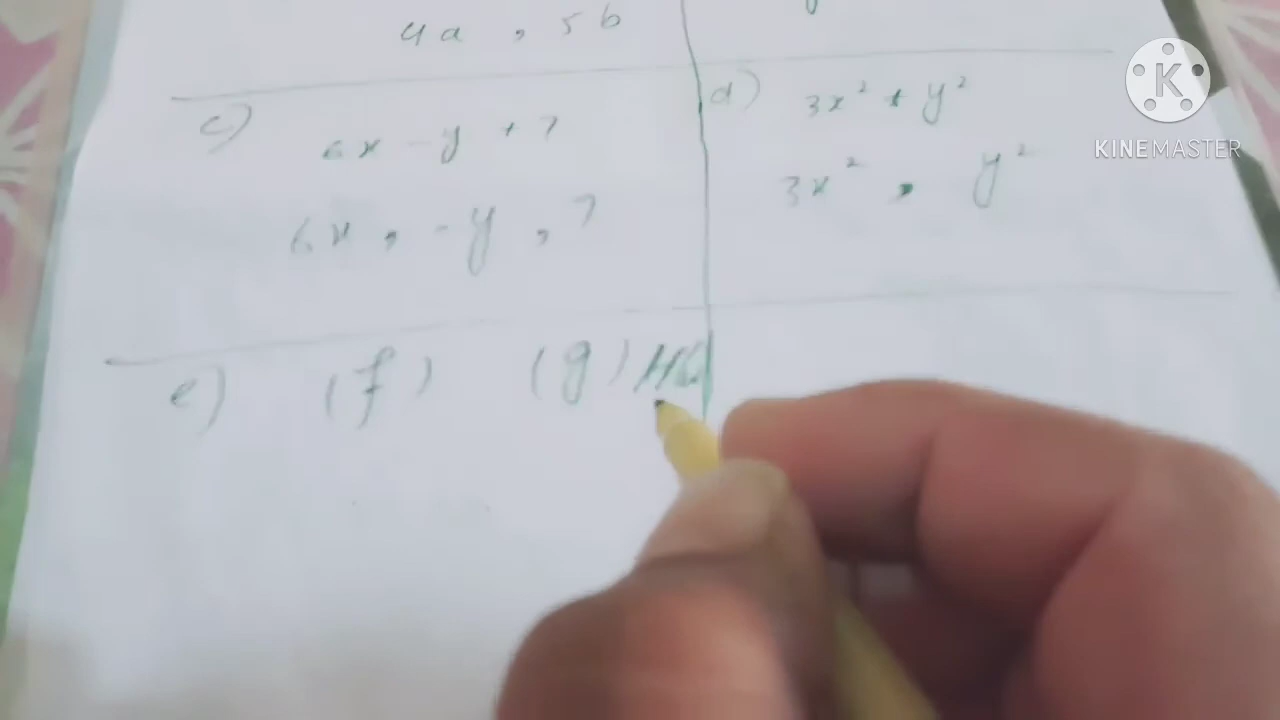 4a , 5b
c)
6x - y + 7
6x , -y , 7
d) 3x² + y²
3x² , y²
e) (f) (g)
K
KINEMASTER